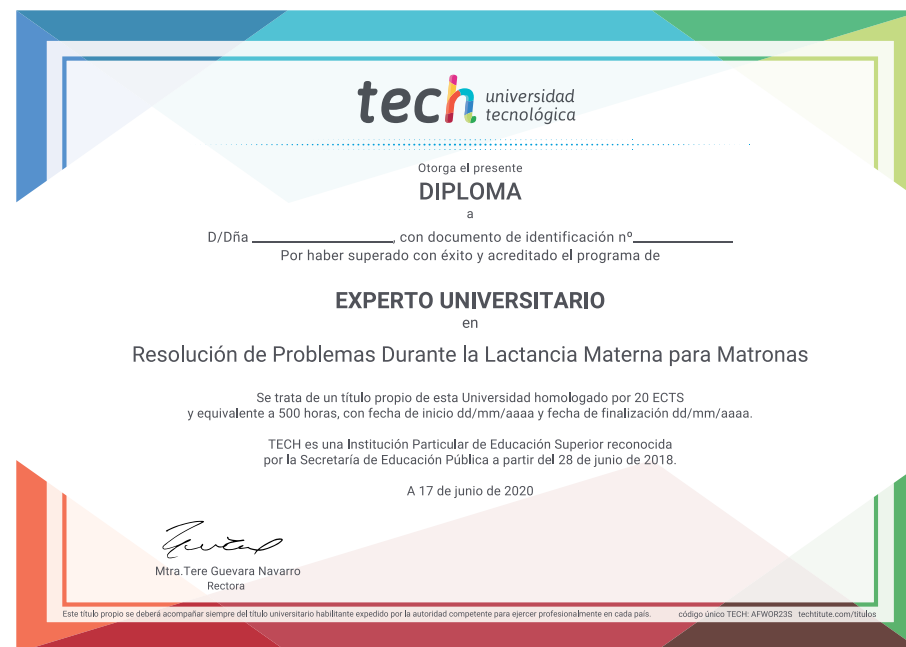 tech universidad
tecnológica
Otorga el presente
DIPLOMA
a
D/Dña ____________________, con documento de identificación nº______________
Por haber superado con éxito y acreditado el programa de
EXPERTO UNIVERSITARIO
en
Resolución de Problemas Durante la Lactancia Materna para Matronas
Se trata de un título propio de esta Universidad homologado por 20 ECTS
y equivalente a 500 horas, con fecha de inicio dd/mm/aaaa y fecha de finalización dd/mm/aaaa.
TECH es una Institución Particular de Educación Superior reconocida
por la Secretaría de Educación Pública a partir del 28 de junio de 2018.
A 17 de junio de 2020
Mtra.Tere Guevara Navarro
Rectora
Este título propio se deberá acompañar siempre del título universitario habilitante expedido por la autoridad competente para ejercer profesionalmente en cada país. código único TECH: AFWOR23S techtitute.com/titulos